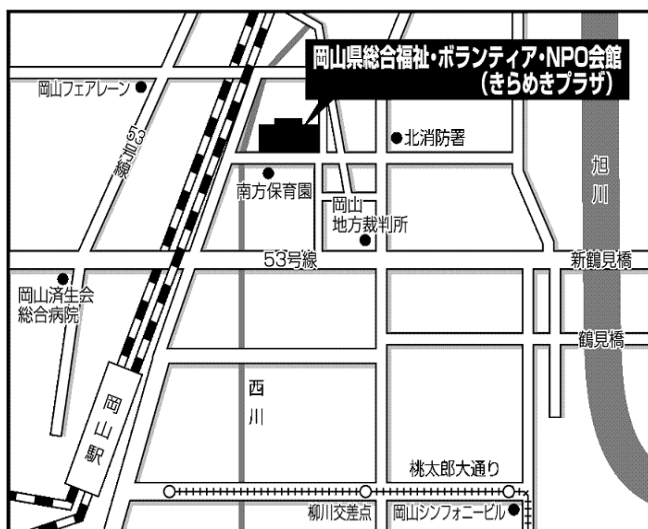 岡山県総合福祉・ボランティア・NPO会館
(きらめきプラザ)
岡山フェアレーン
53号線
北消防署
旭川
南方保育園
岡山
地方裁判所
53号線
新鶴見橋
岡山済生会
総合病院
鶴見橋
岡山駅
西川
桃太郎大通り
柳川交差点
岡山シンフォニービル